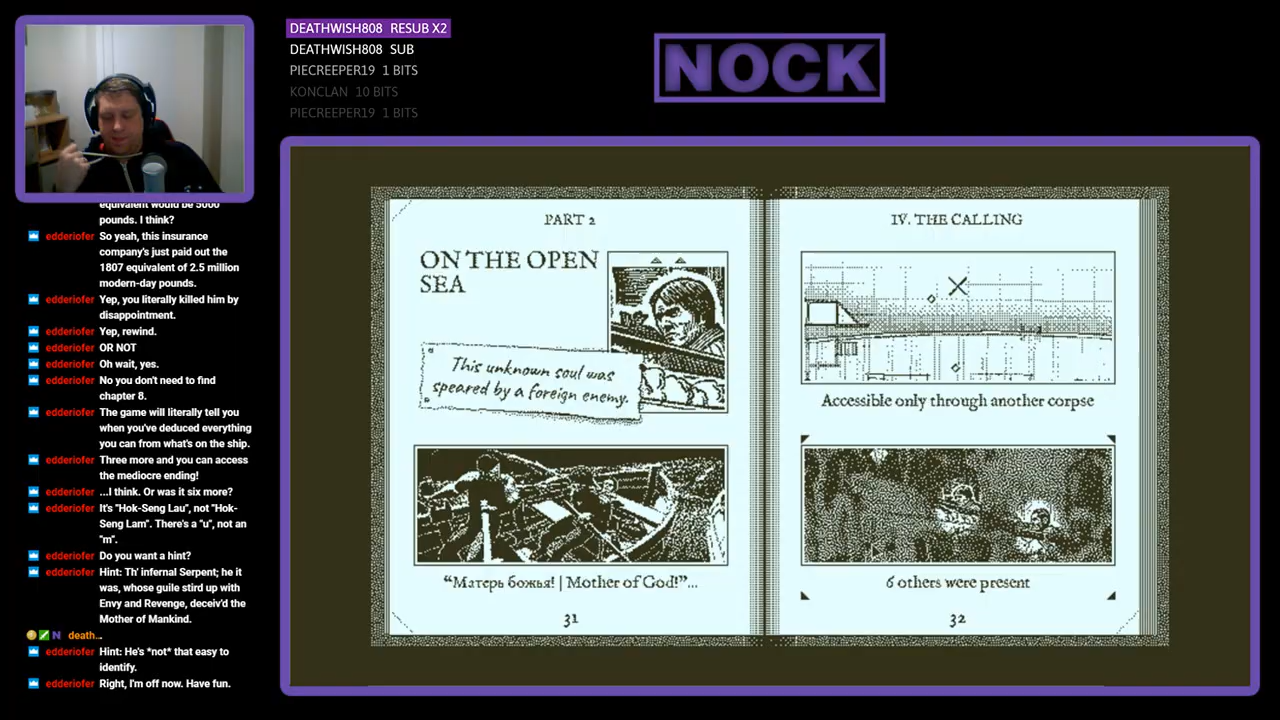 DEATHWISH808 RESUB X2
DEATHWISH808 SUB
PIECREEPER19 1 BITS
KONCLAN 10 BITS
PIECREEPER19 1 BITS
NOCK
equivalent would be 5000
pounds. I think?
edderiofer So yeah, this insurance
company's just paid out the
1807 equivalent of 2.5 million
modern-day pounds.
edderiofer Yep, you literally killed him by
disappointment.
edderiofer Yep, rewind.
edderiofer OR NOT
edderiofer Oh wait, yes.
edderiofer No you don't need to find
chapter 8.
edderiofer The game will literally tell you
when you've deduced everything
you can from what's on the ship.
edderiofer Three more and you can access
the mediocre ending!
edderiofer ...I think. Or was it six more?
edderiofer It's "Hok-Seng Lau", not "Hok-
Seng Lam". There's a "u", not an
"m".
edderiofer Do you want a hint?
edderiofer Hint: Th' infernal Serpent; he it
was, whose guile stird up with
Envy and Revenge, deceiv'd the
Mother of Mankind.
N death...
edderiofer Hint: He's *not* that easy to
identify.
edderiofer Right, I'm off now. Have fun.
PART 2
ON THE OPEN
SEA
This unknown soul was
speared by a foreign enemy.
“Матерь божья! | Mother of God!”...
31
IV. THE CALLING
Accessible only through another corpse
6 others were present
32